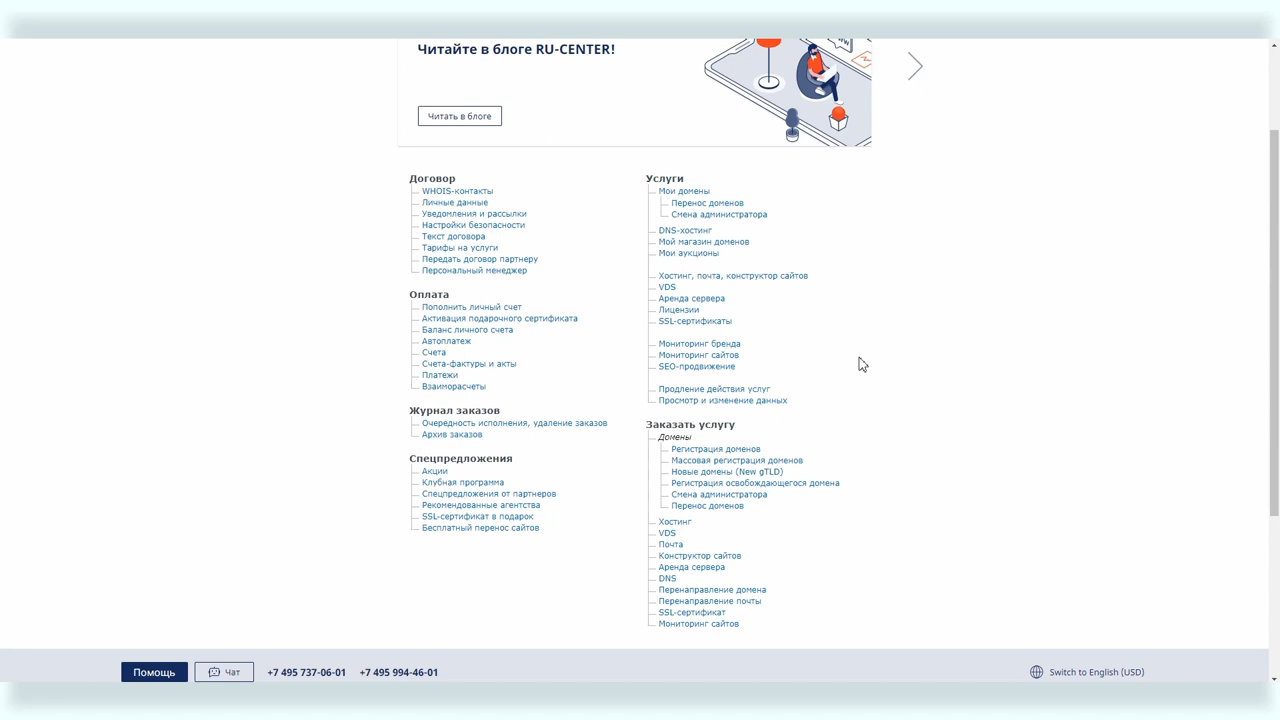 Читайте в блоге RU-CENTER!
Читать в блоге
Договор
WHOIS-контакты
Личные данные
Уведомления и рассылки
Настройки безопасности
Текст договора
Тарифы на услуги
Передать договор партнеру
Персональный менеджер
Оплата
Пополнить личный счет
Активация подарочного сертификата
Баланс личного счета
Автоплатеж
Счета
Счета-фактуры и акты
Платежи
Взаиморасчеты
Журнал заказов
Очередность исполнения, удаление заказов
Архив заказов
Спецпредложения
Акции
Клубная программа
Спецпредложения от партнеров
Рекомендованные агентства
SSL-сертификат в подарок
Бесплатный перенос сайтов
Услуги
Мои домены
Перенос доменов
Смена администратора
DNS-хостинг
Мой магазин доменов
Мои аукционы
Хостинг, почта, конструктор сайтов
VDS
Аренда сервера
Лицензии
SSL-сертификаты
Мониторинг бренда
Мониторинг сайтов
SEO-продвижение
Продление действия услуг
Просмотр и изменение данных
Заказать услугу
Домены
Регистрация доменов
Массовая регистрация доменов
Новые домены (New gTLD)
Регистрация освобождающегося домена
Смена администратора
Перенос доменов
Хостинг
VDS
Почта
Конструктор сайтов
Аренда сервера
DNS
Перенаправление домена
Перенаправление почты
SSL-сертификат
Мониторинг сайтов
Помощь
Чат
+7 495 737-06-01
+7 495 994-46-01
Switch to English (USD)